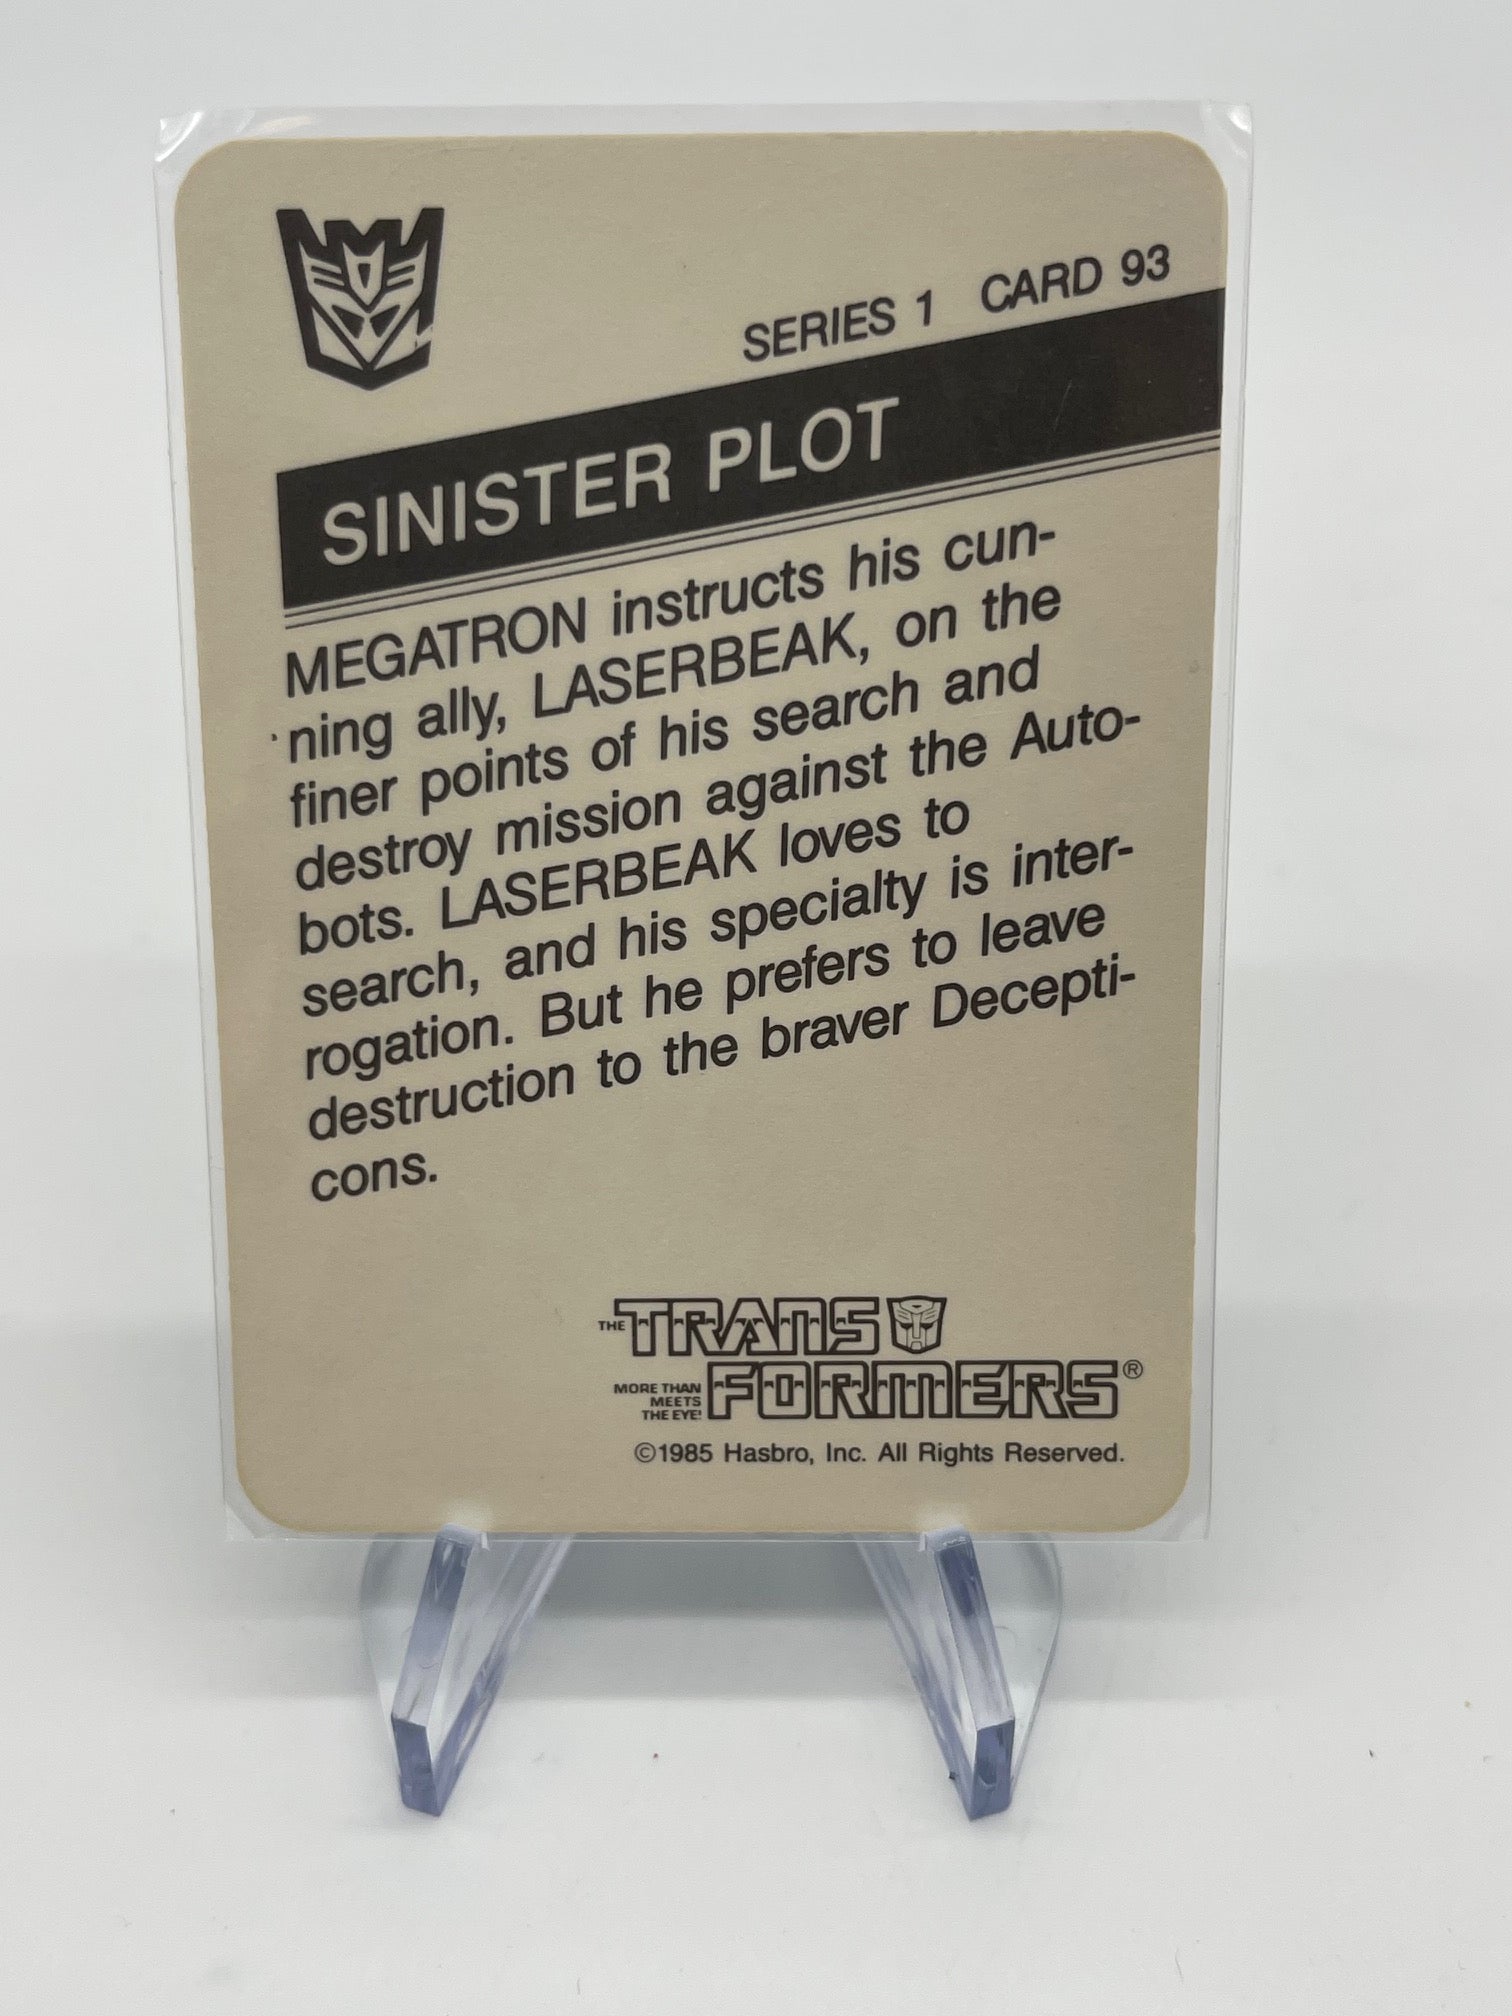 SERIES 1 CARD 93
SINISTER PLOT
MEGATRON instructs his cun-
ning ally, LASERBEAK, on the
finer points of his search and
destroy mission against the Auto-
bots. LASERBEAK loves to
search, and his specialty is inter-
rogation. But he prefers to leave
destruction to the braver Decepti-
cons.
THE TRANS
MORE THAN
MEETS
THE EYE!
FORMERS®
©1985 Hasbro, Inc. All Rights Reserved.